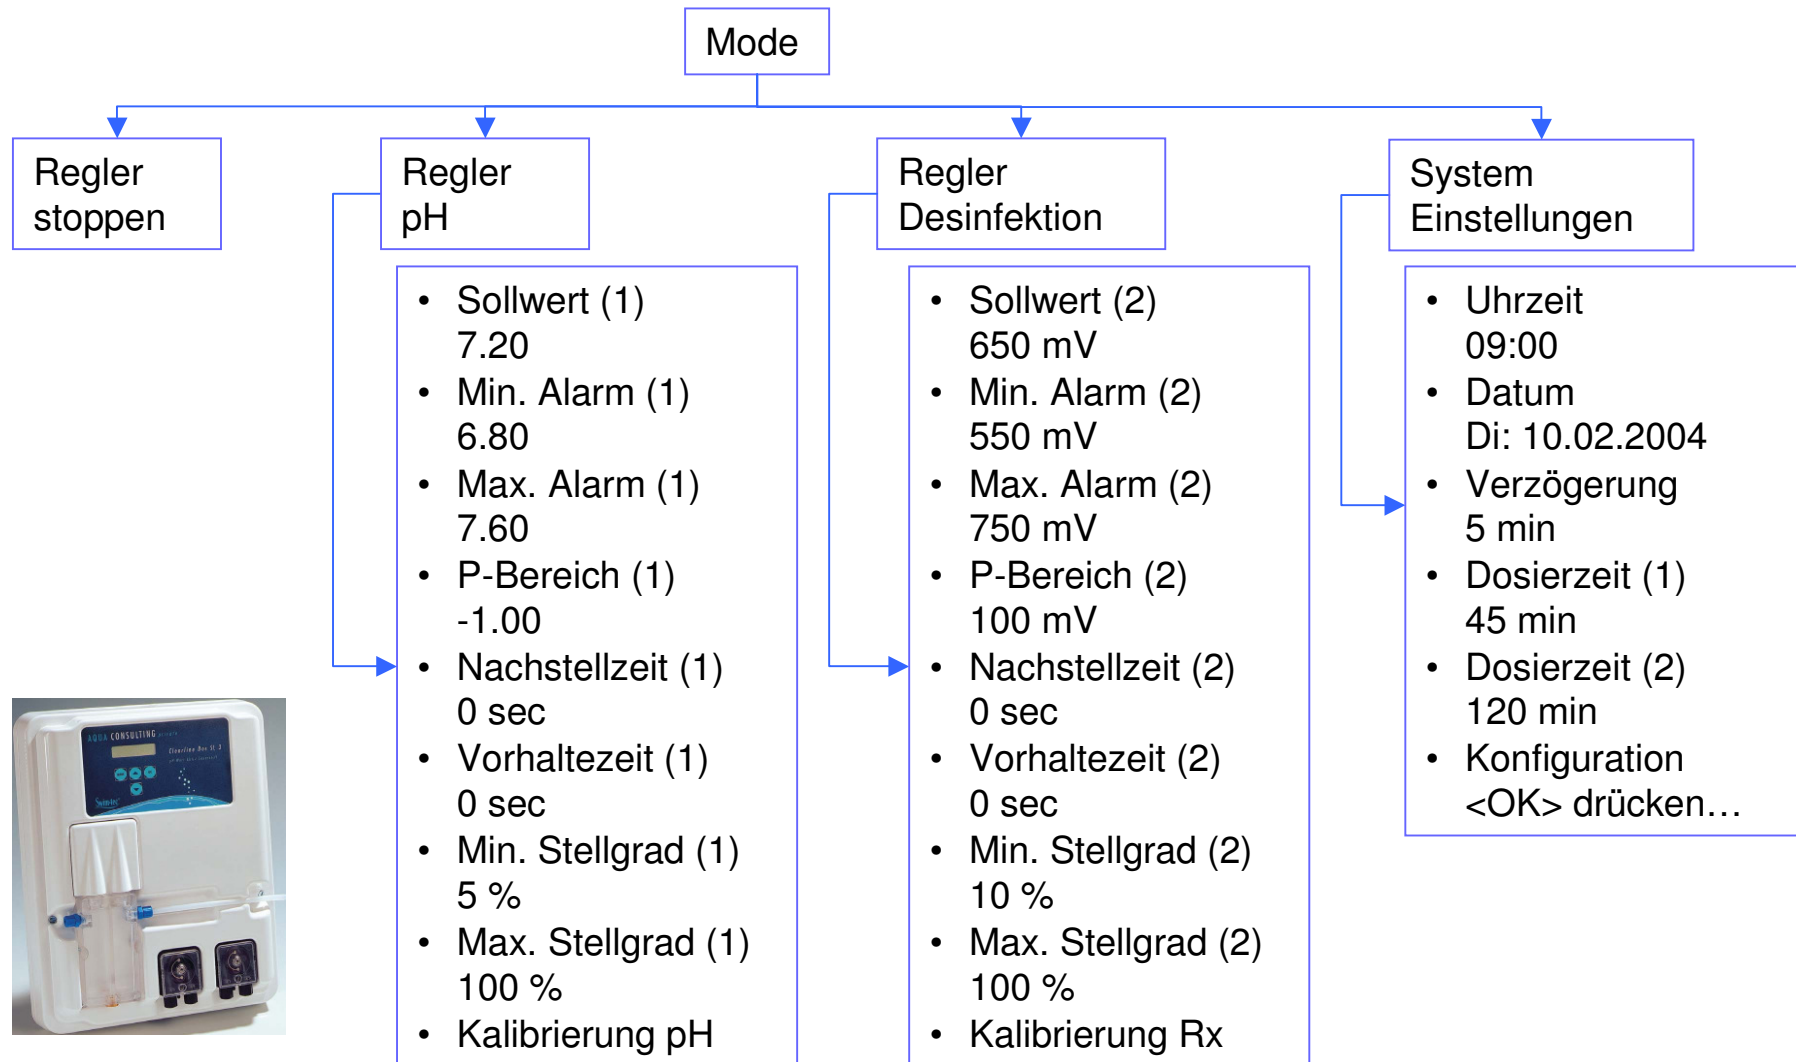 Mode
Regler
stoppen
Regler
pH
Regler
Desinfektion
System
Einstellungen
• Sollwert (1)
7.20
• Min. Alarm (1)
6.80
• Max. Alarm (1)
7.60
• P-Bereich (1)
-1.00
• Nachstellzeit (1)
0 sec
• Vorhaltezeit (1)
0 sec
• Min. Stellgrad (1)
5 %
• Max. Stellgrad (1)
100 %
• Kalibrierung pH
• Sollwert (2)
650 mV
• Min. Alarm (2)
550 mV
• Max. Alarm (2)
750 mV
• P-Bereich (2)
100 mV
• Nachstellzeit (2)
0 sec
• Vorhaltezeit (2)
0 sec
• Min. Stellgrad (2)
10 %
• Max. Stellgrad (2)
100 %
• Kalibrierung Rx
• Uhrzeit
09:00
• Datum
Di: 10.02.2004
• Verzögerung
5 min
• Dosierzeit (1)
45 min
• Dosierzeit (2)
120 min
• Konfiguration
<OK> drücken…
AQUA CONSULTING